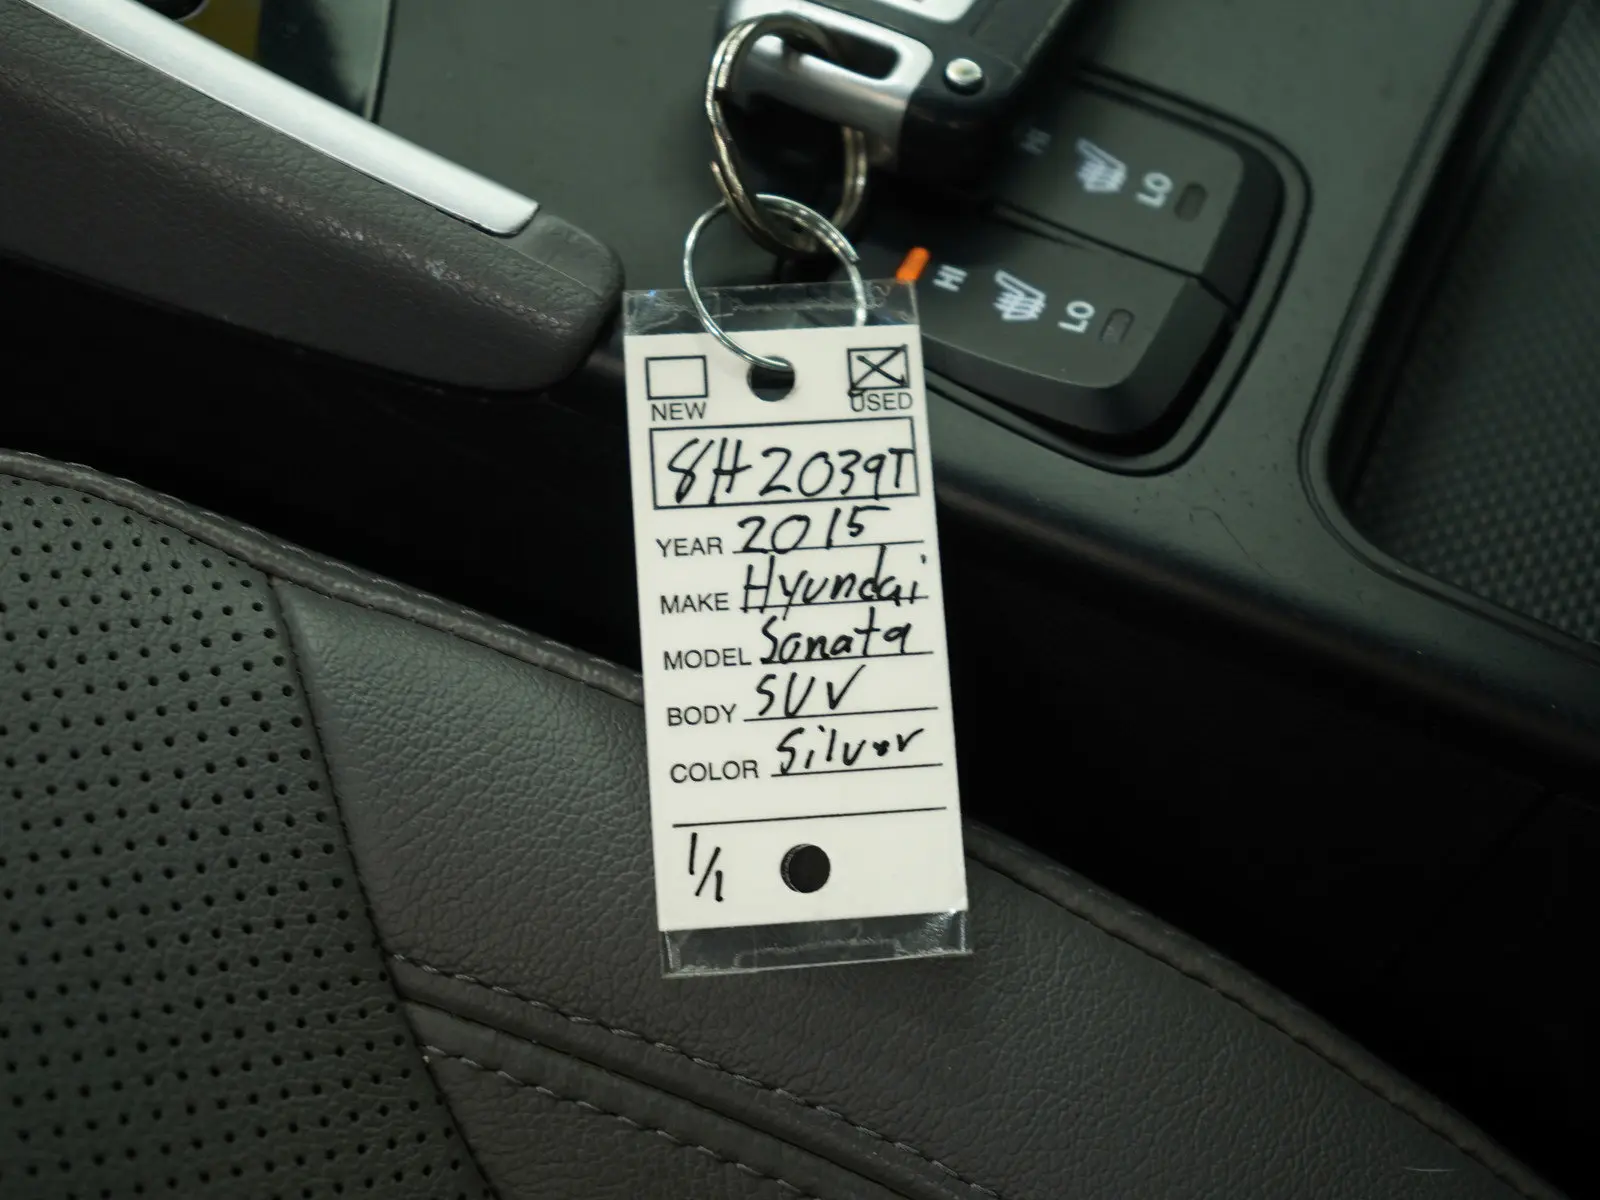 HI LO
HI LO
NEW USED
8H2039T
YEAR 2015
MAKE Hyundai
MODEL Sonata
BODY SUV
COLOR Silver
1/1